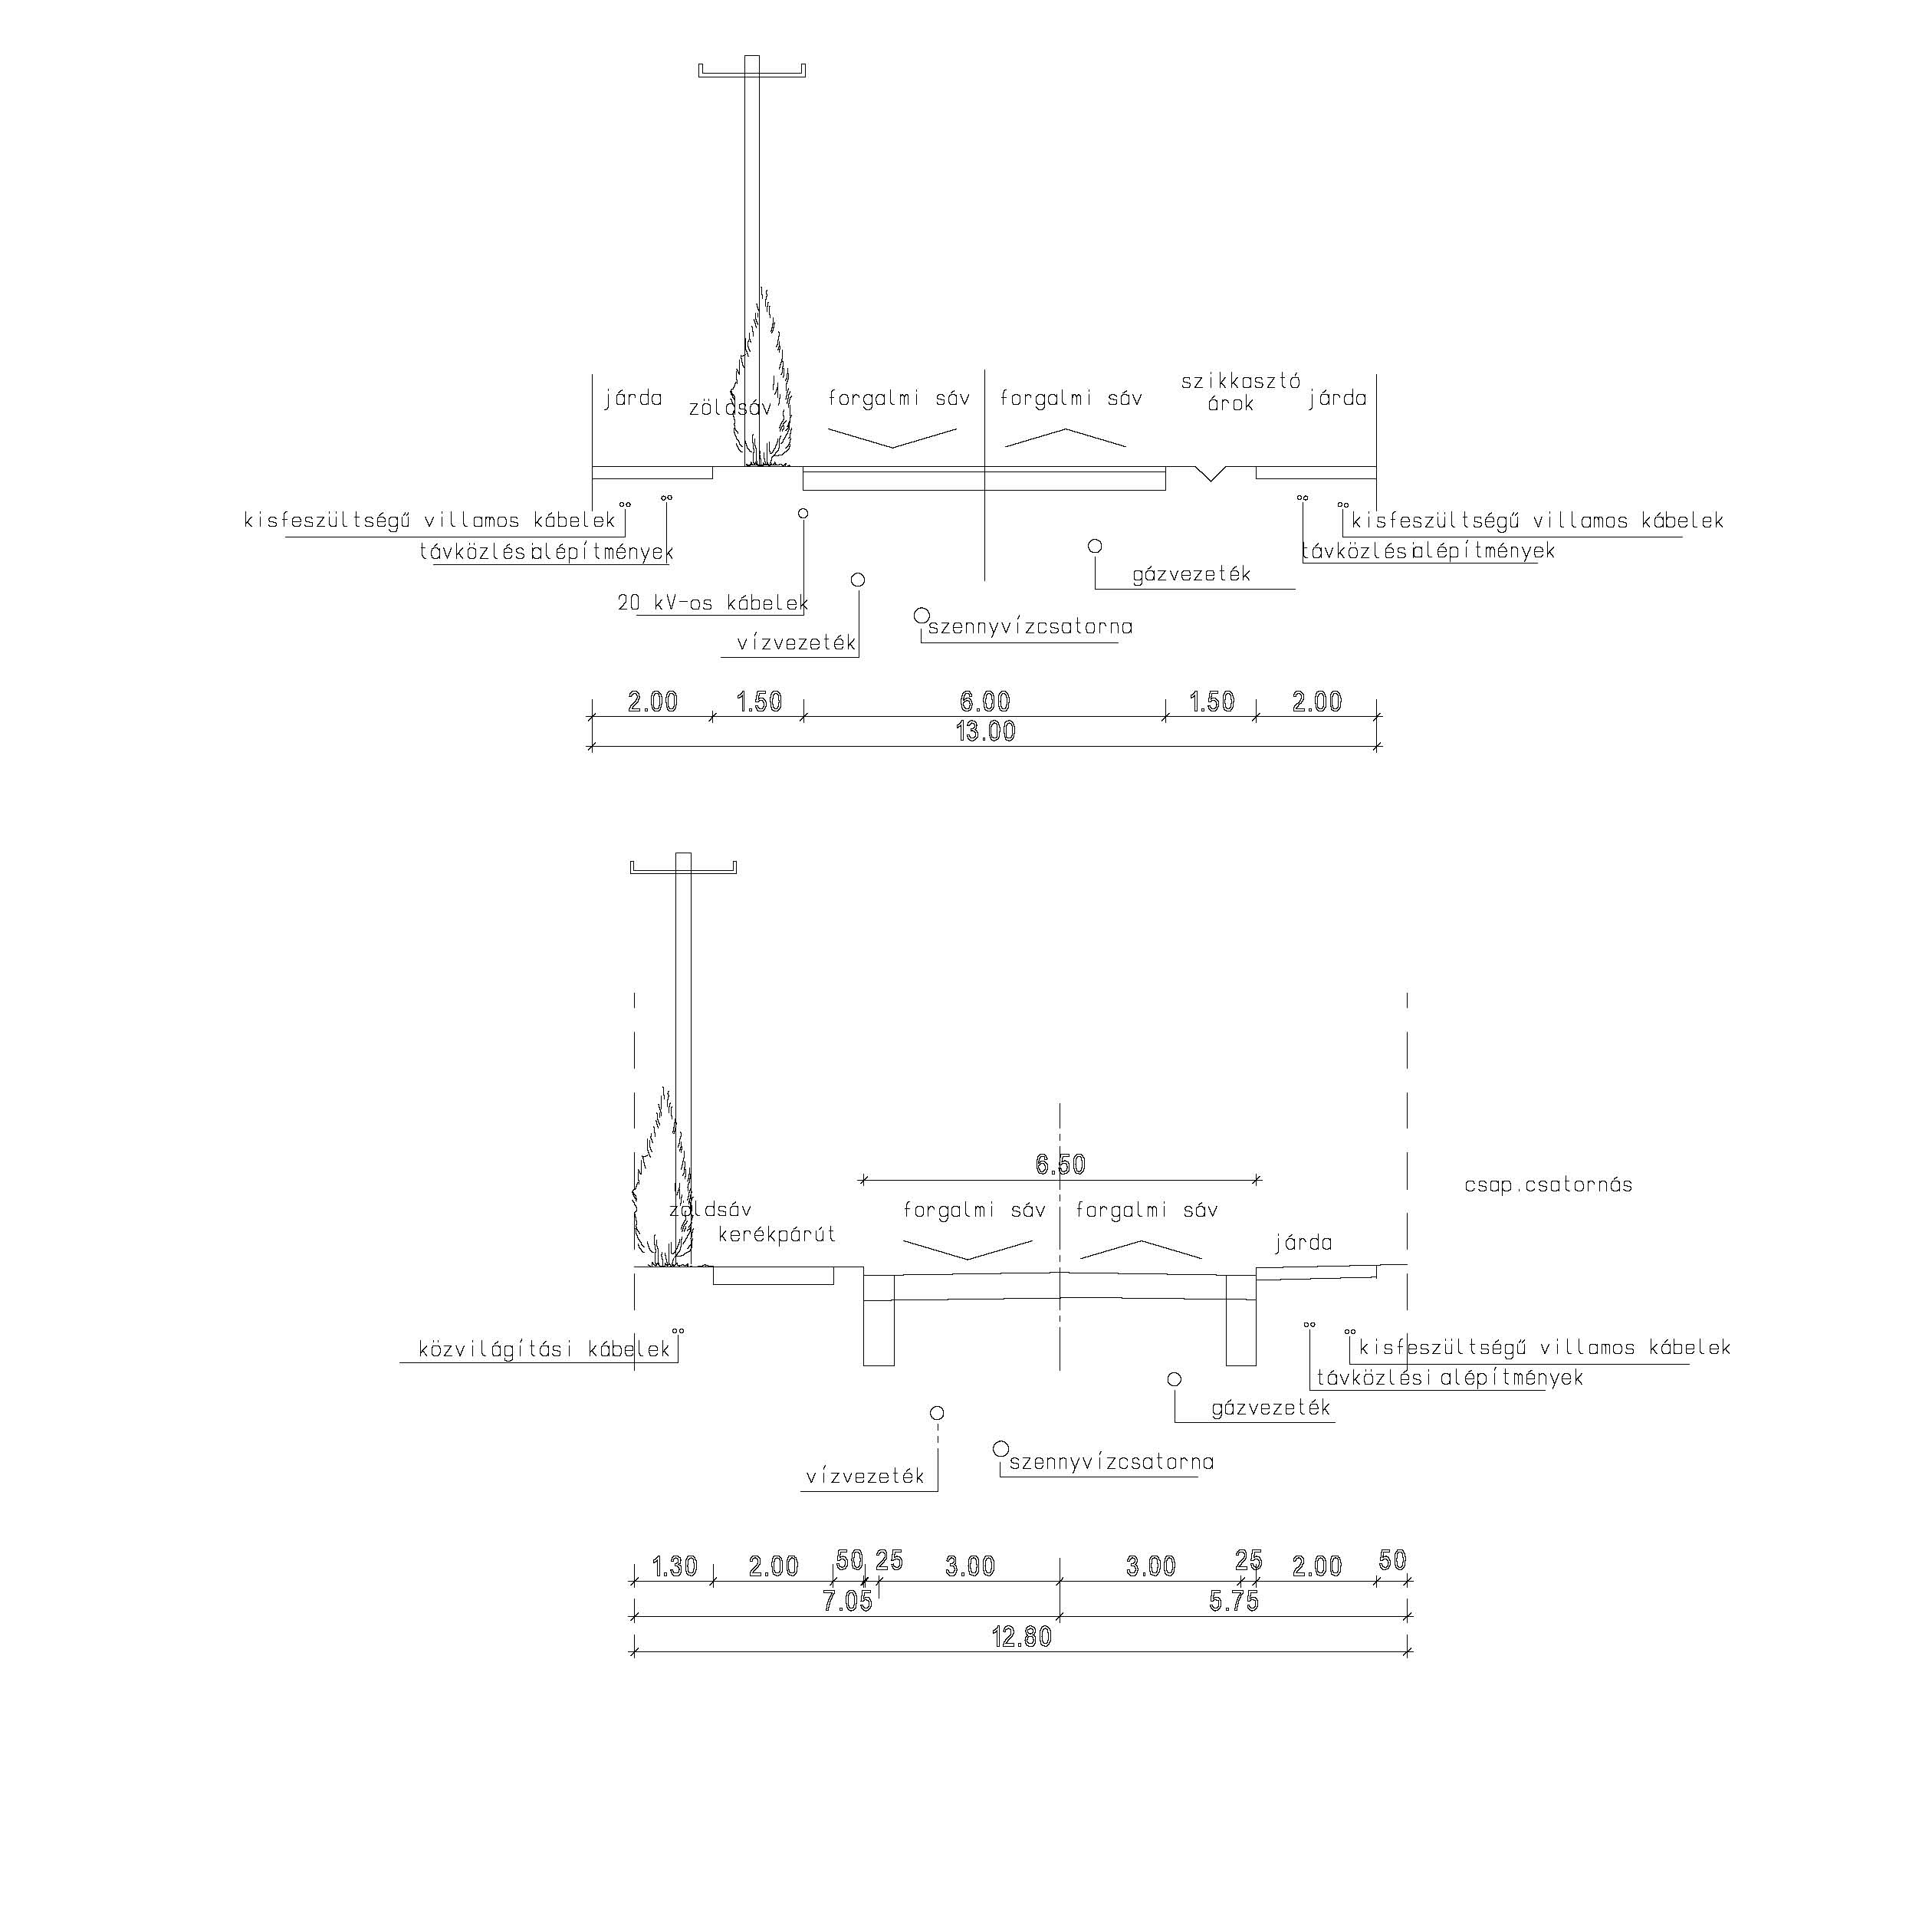 járda
zöldsáv
forgalmi sáv
forgalmi sáv
szikkasztó
árok
járda
kisfeszültségű villamos kábelek
távközlési alépítmények
kisfeszültségű villamos kábelek
távközlési alépítmények
gázvezeték
20 kV-os kábelek
szennyvízcsatorna
vízvezeték
2.00 1.50 6.00 1.50 2.00
13.00
6.50
csap.csatornás
zöldsáv
forgalmi sáv
forgalmi sáv
kerékpárút
járda
közvilágítási kábelek
kisfeszültségű villamos kábelek
távközlési alépítmények
gázvezeték
szennyvízcsatorna
vízvezeték
1.30 2.00 50 25 3.00 3.00 25 2.00 50
7.05 5.75
12.80